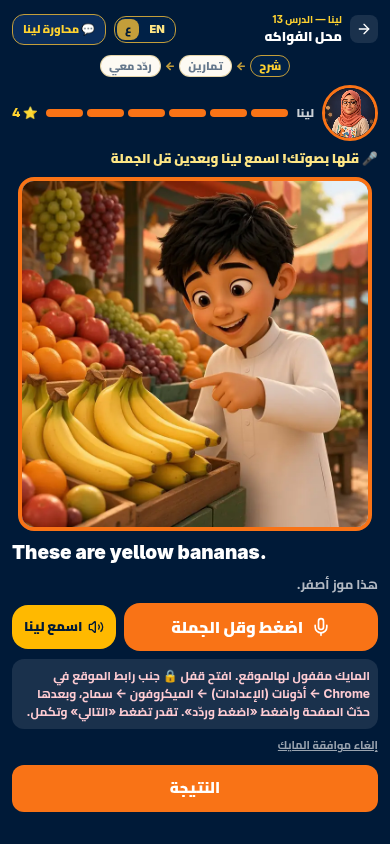 لينا — الدرس 13
محل الفواكه
EN
ع
💬 محاورة لينا
شرح ← تمارين ← ردّد معي
لينا
4 ⭐
🎤 قلها بصوتك! اسمع لينا وبعدين قل الجملة
These are yellow bananas.
هذا موز أصفر.
اضغط وقل الجملة
اسمع لينا
المايك مقفول لهالموقع. افتح قفل 🔒 جنب رابط الموقع في
Chrome ← أذونات (الإعدادات) ← الميكروفون ← سماح، وبعدها
حدّث الصفحة واضغط «اضغط وردّد». تقدر تضغط «التالي» وتكمل.
إلغاء موافقة المايك
النتيجة